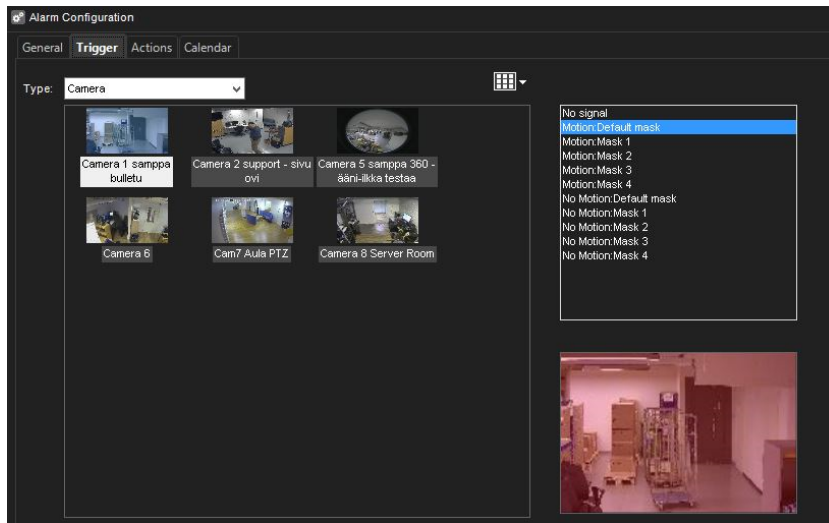 Alarm Configuration
General Trigger Actions Calendar
Type: Camera
Camera 1 samppa
bulletu
Camera 2 support - sivu
ovi
Camera 5 samppa 360 -
ääni-ilkka testaa
Camera 6
Cam7 Aula PTZ
Camera 8 Server Room
No signal
Motion:Default mask
Motion:Mask 1
Motion:Mask 2
Motion:Mask 3
Motion:Mask 4
No Motion:Default mask
No Motion:Mask 1
No Motion:Mask 2
No Motion:Mask 3
No Motion:Mask 4